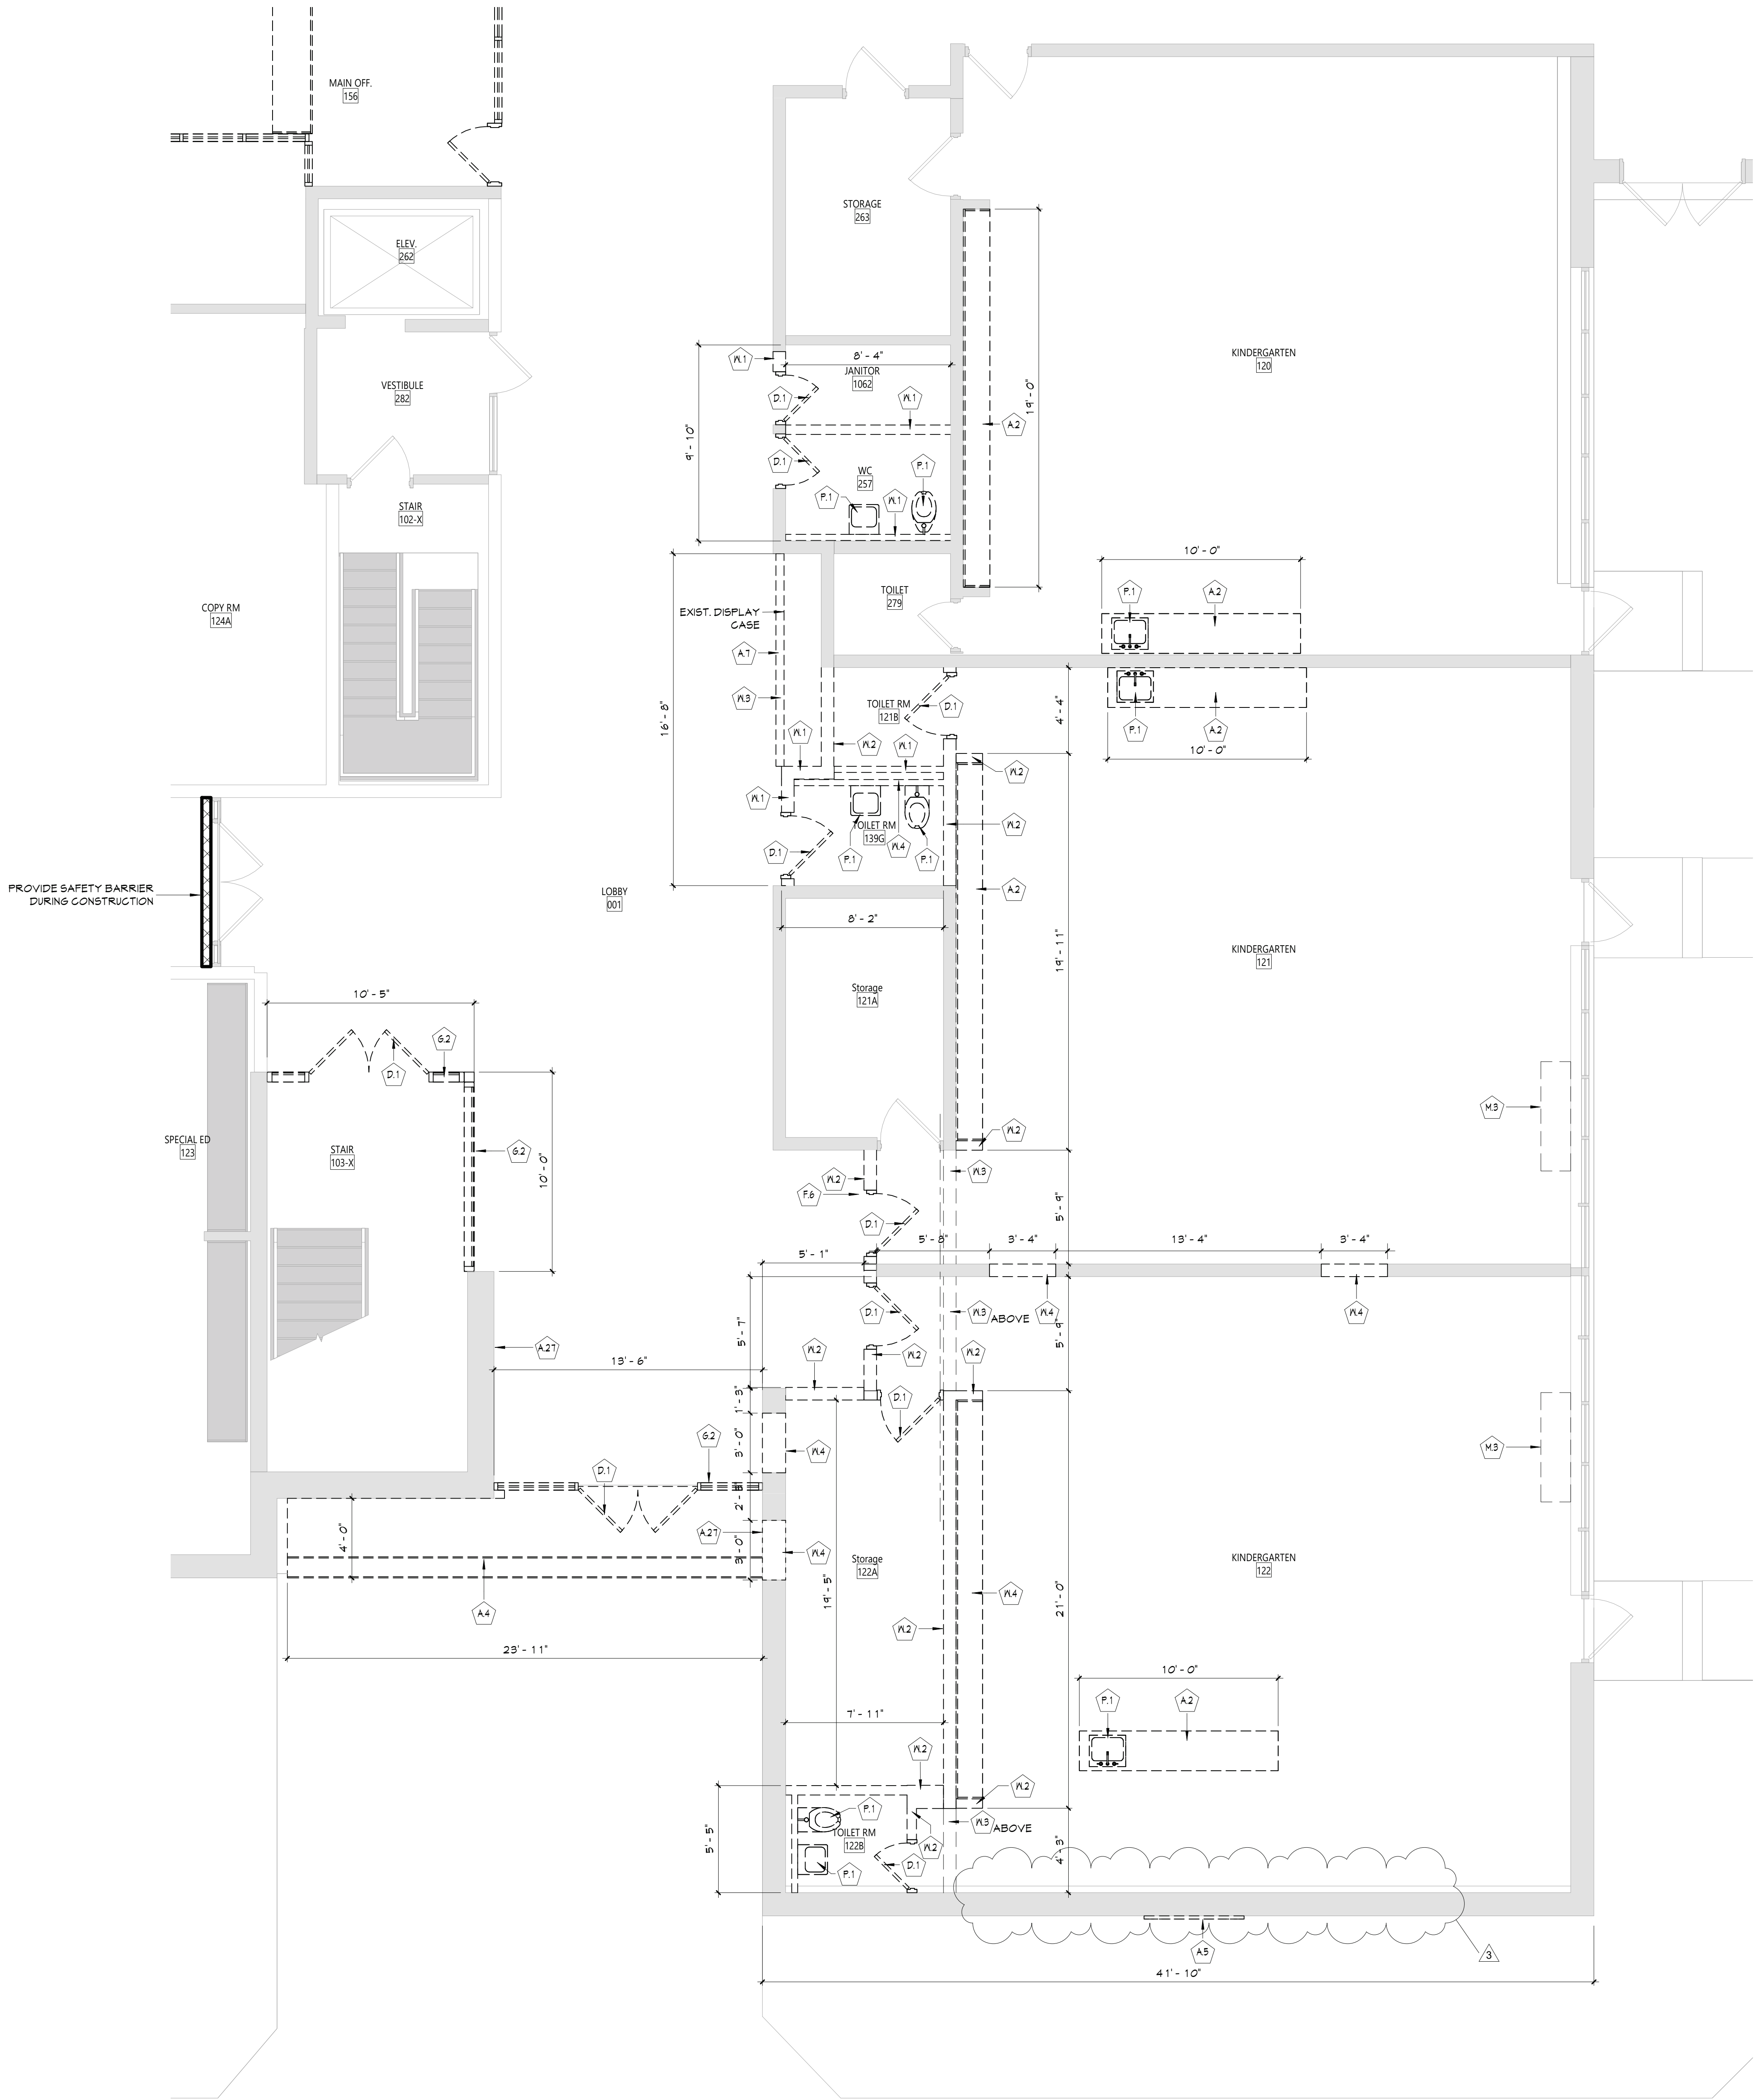 MAIN OFF.
156
STORAGE
263
ELEV.
262
KINDERGARTEN
120
19' - 0"
VESTIBULE
282
W.1
8' - 4"
JANITOR
1062
D.1
W.1
A.2
9' - 10"
D.1
WC
257
P.1
P.1
W.1
STAIR
102-X
10' - 0"
COPY RM
124A
EXIST. DISPLAY
CASE
TOILET
279
P.1
A.2
A.7
W.3
16' - 8"
TOILET RM
121B
D.1
P.1
A.2
4' - 4"
10' - 0"
W.1
W.2
W.1
W.2
W.1
TOILET RM
139G
W.2
D.1
P.1
W.4
P.1
PROVIDE SAFETY BARRIER
DURING CONSTRUCTION
LOBBY
001
A.2
8' - 2"
19' - 11"
KINDERGARTEN
121
10' - 5"
Storage
121A
G.2
D.1
M.3
SPECIAL ED
123
STAIR
103-X
G.2
10' - 0"
W.2
W.2
W.3
F.6
D.1
5' - 9"
5' - 1"
5' - 8"
3' - 4"
13' - 4"
3' - 4"
D.1
W.3
ABOVE
W.4
W.4
5' - 9"
5' - 7"
A.27
13' - 6"
W.2
W.2
W.2
D.1
1' - 3"
G.2
3' - 0"
W.4
M.3
D.1
2' - 5"
A.27
3' - 0"
W.4
4' - 0"
Storage
122A
KINDERGARTEN
122
19' - 5"
W.4
21' - 0"
A.4
W.2
23' - 11"
10' - 0"
P.1
A.2
7' - 11"
W.2
W.2
P.1
TOILET RM
122B
W.2
W.3
ABOVE
5' - 5"
P.1
D.1
4' - 3"
A.5
3
41' - 10"